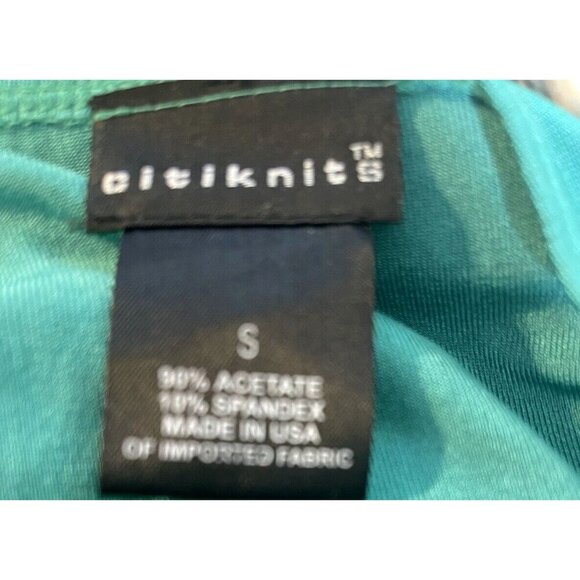 citiknits™
S
90% ACETATE
10% SPANDEX
MADE IN USA
OF IMPORTED FABRIC